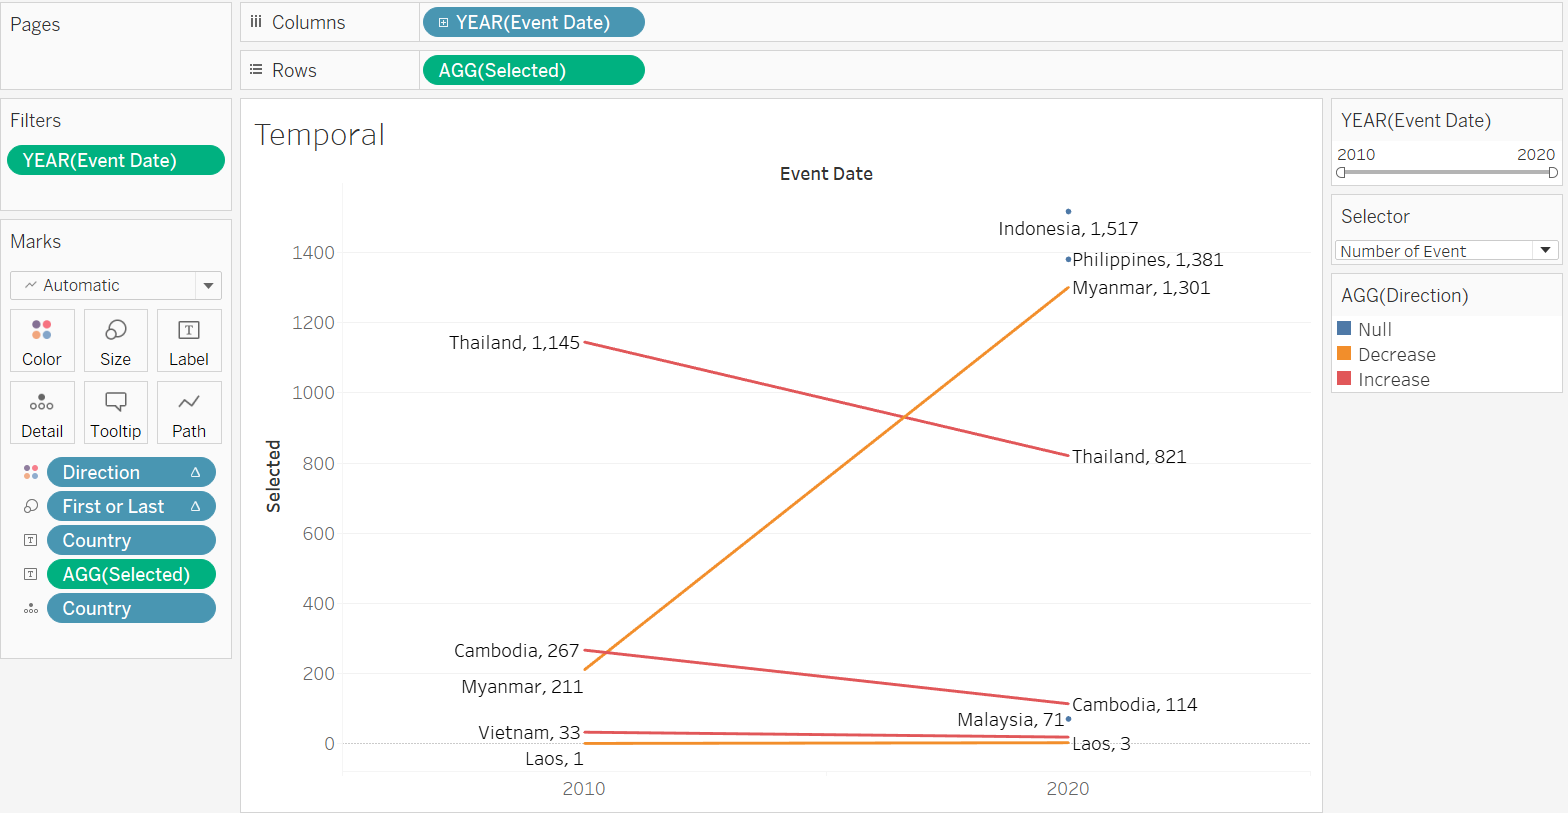 Pages
Columns
YEAR(Event Date)
Rows
AGG(Selected)
Filters
YEAR(Event Date)
Marks
Automatic
Color
Size
Label
Detail
Tooltip
Path
Direction
First or Last
Country
AGG(Selected)
Country
Temporal
Event Date
Selected
1400
1200
1000
800
600
400
200
0
Indonesia, 1,517
Philippines, 1,381
Myanmar, 1,301
Thailand, 1,145
Thailand, 821
Cambodia, 267
Myanmar, 211
Cambodia, 114
Malaysia, 71
Vietnam, 33
Laos, 3
Laos, 1
2010
2020
YEAR(Event Date)
2010 2020
Selector
Number of Event
AGG(Direction)
Null
Decrease
Increase